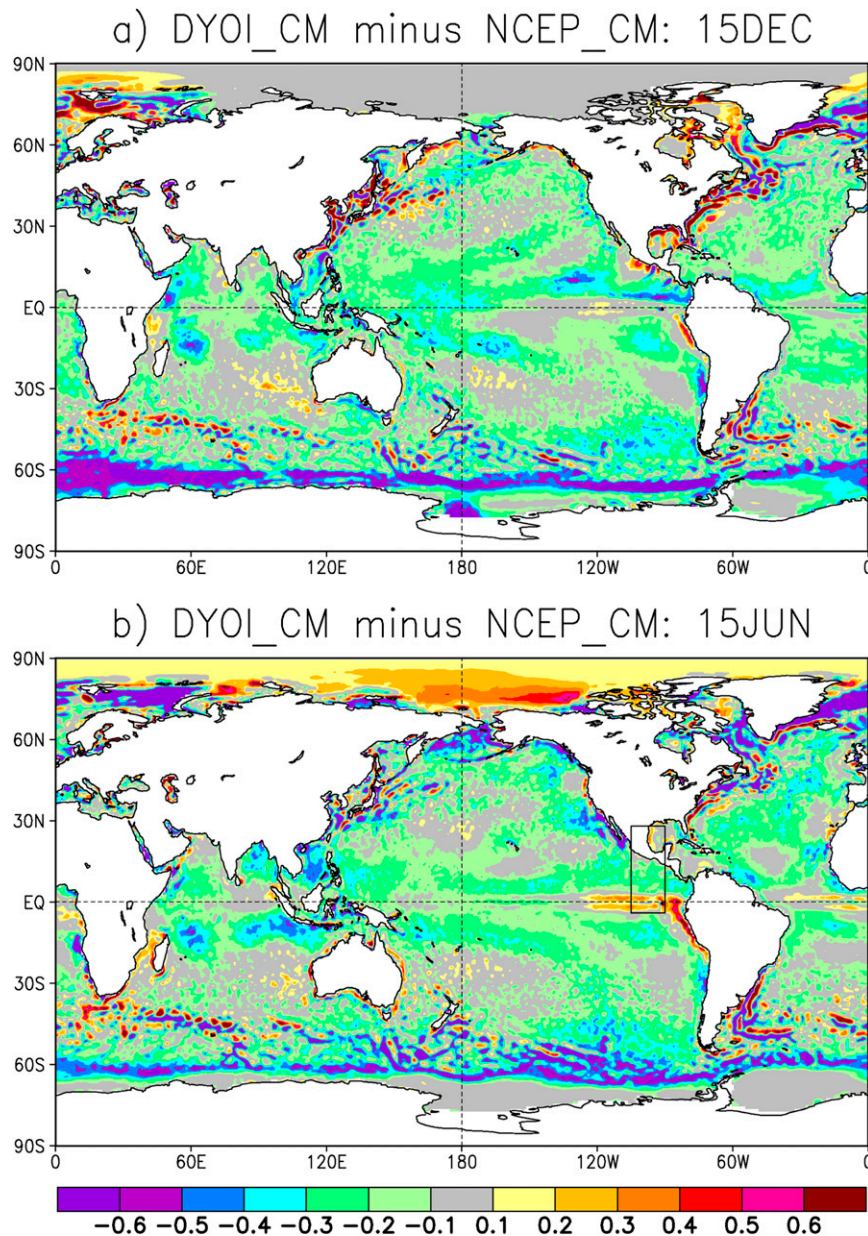 a) DYOI_CM minus NCEP_CM: 15DEC
90N
60N
30N
EQ
30S
60S
90S
0 60E 120E 180 120W 60W 0
b) DYOI_CM minus NCEP_CM: 15JUN
90N
60N
30N
EQ
30S
60S
90S
0 60E 120E 180 120W 60W 0
−0.6 −0.5 −0.4 −0.3 −0.2 −0.1 0.1 0.2 0.3 0.4 0.5 0.6